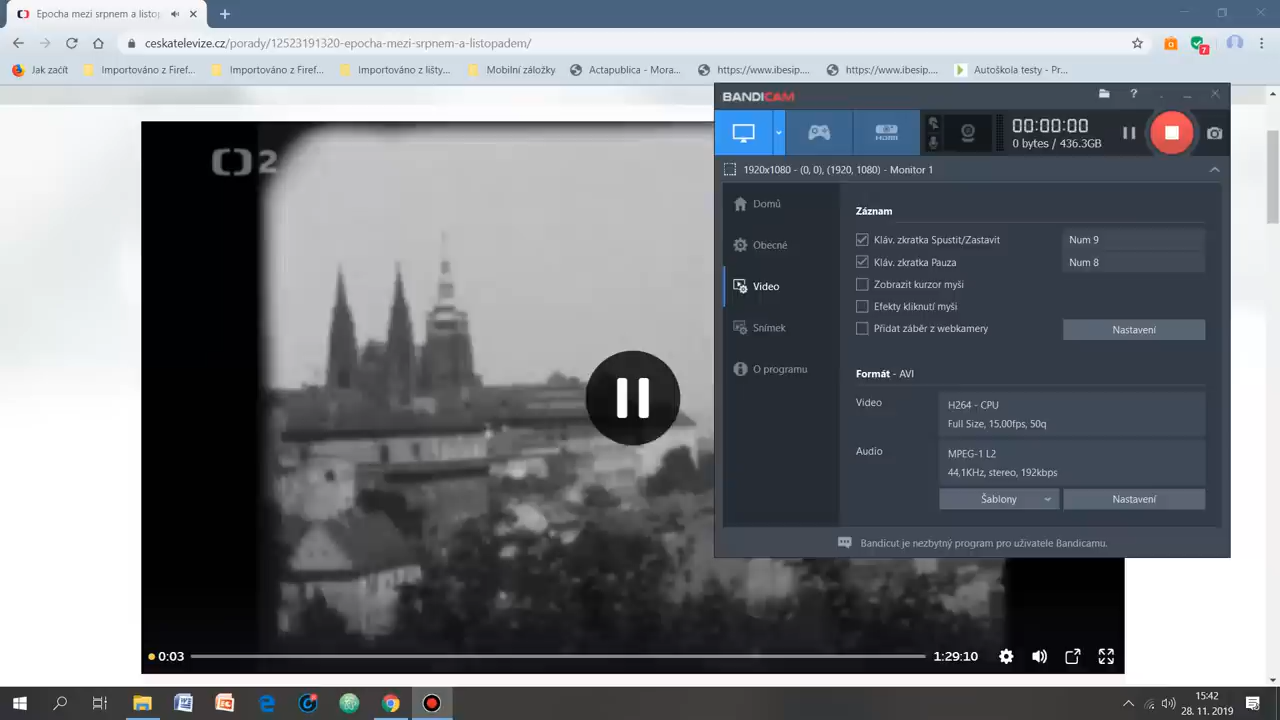 Epocha mezi srpnem a listop
ceskatelevize.cz/porady/12523191320-epocha-mezi-srpnem-a-listopadem/
7
Jak začít
Importováno z Firef...
Importováno z Firef...
Importováno z lišty...
Mobilní záložky
Actapublica - Mora...
https://www.ibesip....
https://www.ibesip....
Autoškola testy - Pr...
BANDICAM
?
HDMI
00:00:00
0 bytes / 436.3GB
1920x1080 - (0, 0), (1920, 1080) - Monitor 1
Domů
Obecné
Video
Snímek
O programu
Záznam
Kláv. zkratka Spustit/Zastavit
Num 9
Kláv. zkratka Pauza
Num 8
Zobrazit kurzor myši
Efekty kliknutí myši
Přidat záběr z webkamery
Nastavení
Formát - AVI
Video
H264 - CPU
Full Size, 15,00fps, 50q
Audio
MPEG-1 L2
44,1KHz, stereo, 192kbps
Šablony
Nastavení
Bandicut je nezbytný program pro uživatele Bandicamu.
2
0:03
1:29:10
15:42
28. 11. 2019